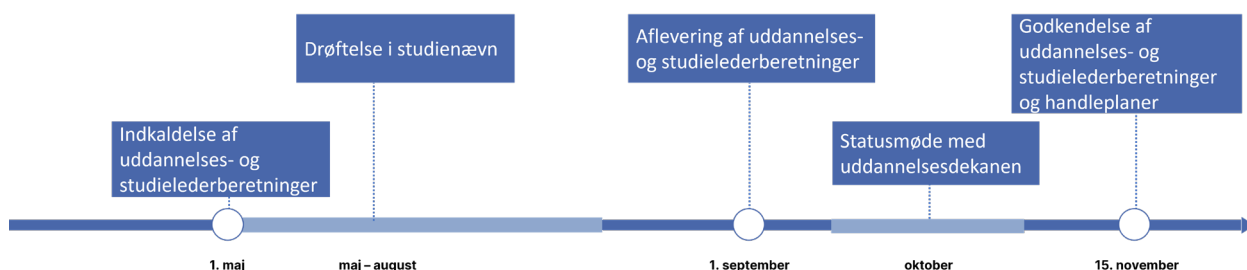 Drøftelse i studienævn
Aflevering af uddannelses-
og studielederberetninger
Godkendelse af
uddannelses- og
studielederberetninger
og handleplaner
Indkaldelse af
uddannelses- og
studielederberetninger
Statusmøde med
uddannelsesdekanen
1. maj
maj – august
1. september
oktober
15. november